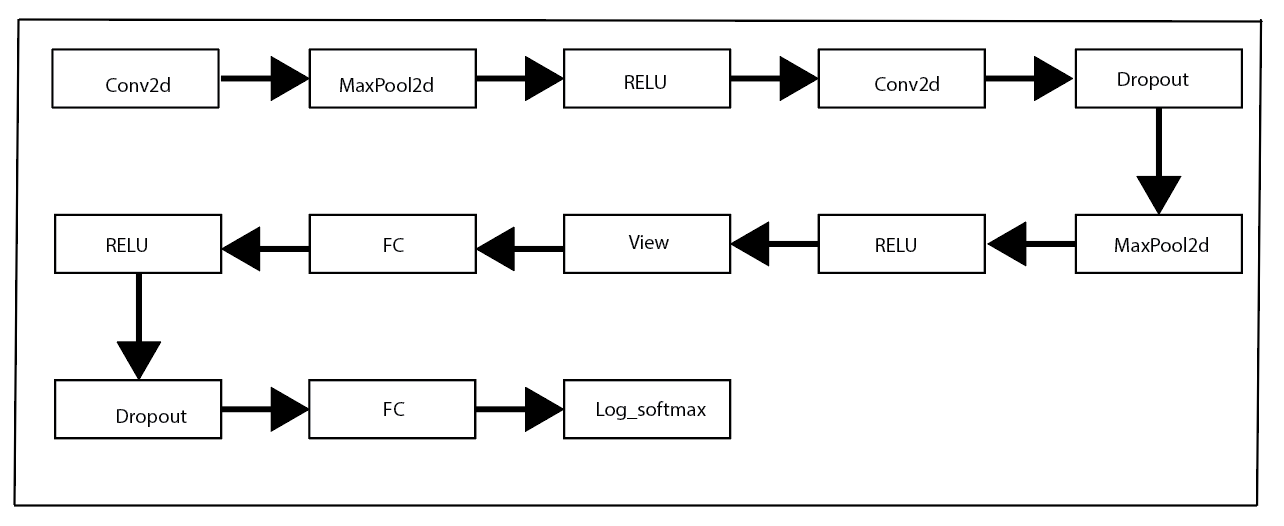 Conv2d
MaxPool2d
RELU
Conv2d
Dropout
RELU
FC
View
RELU
MaxPool2d
Dropout
FC
Log_softmax